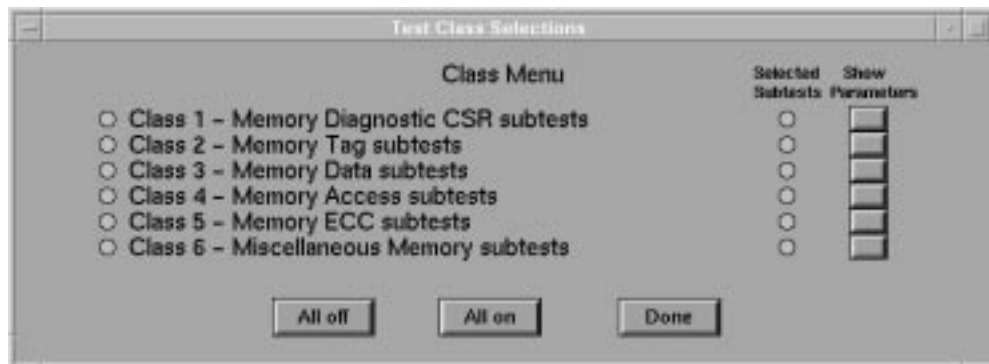 Test Class Selections
Class Menu
Selected Subtests
Show Parameters
Class 1 – Memory Diagnostic CSR subtests
Class 2 – Memory Tag subtests
Class 3 – Memory Data subtests
Class 4 – Memory Access subtests
Class 5 – Memory ECC subtests
Class 6 – Miscellaneous Memory subtests
All off
All on
Done